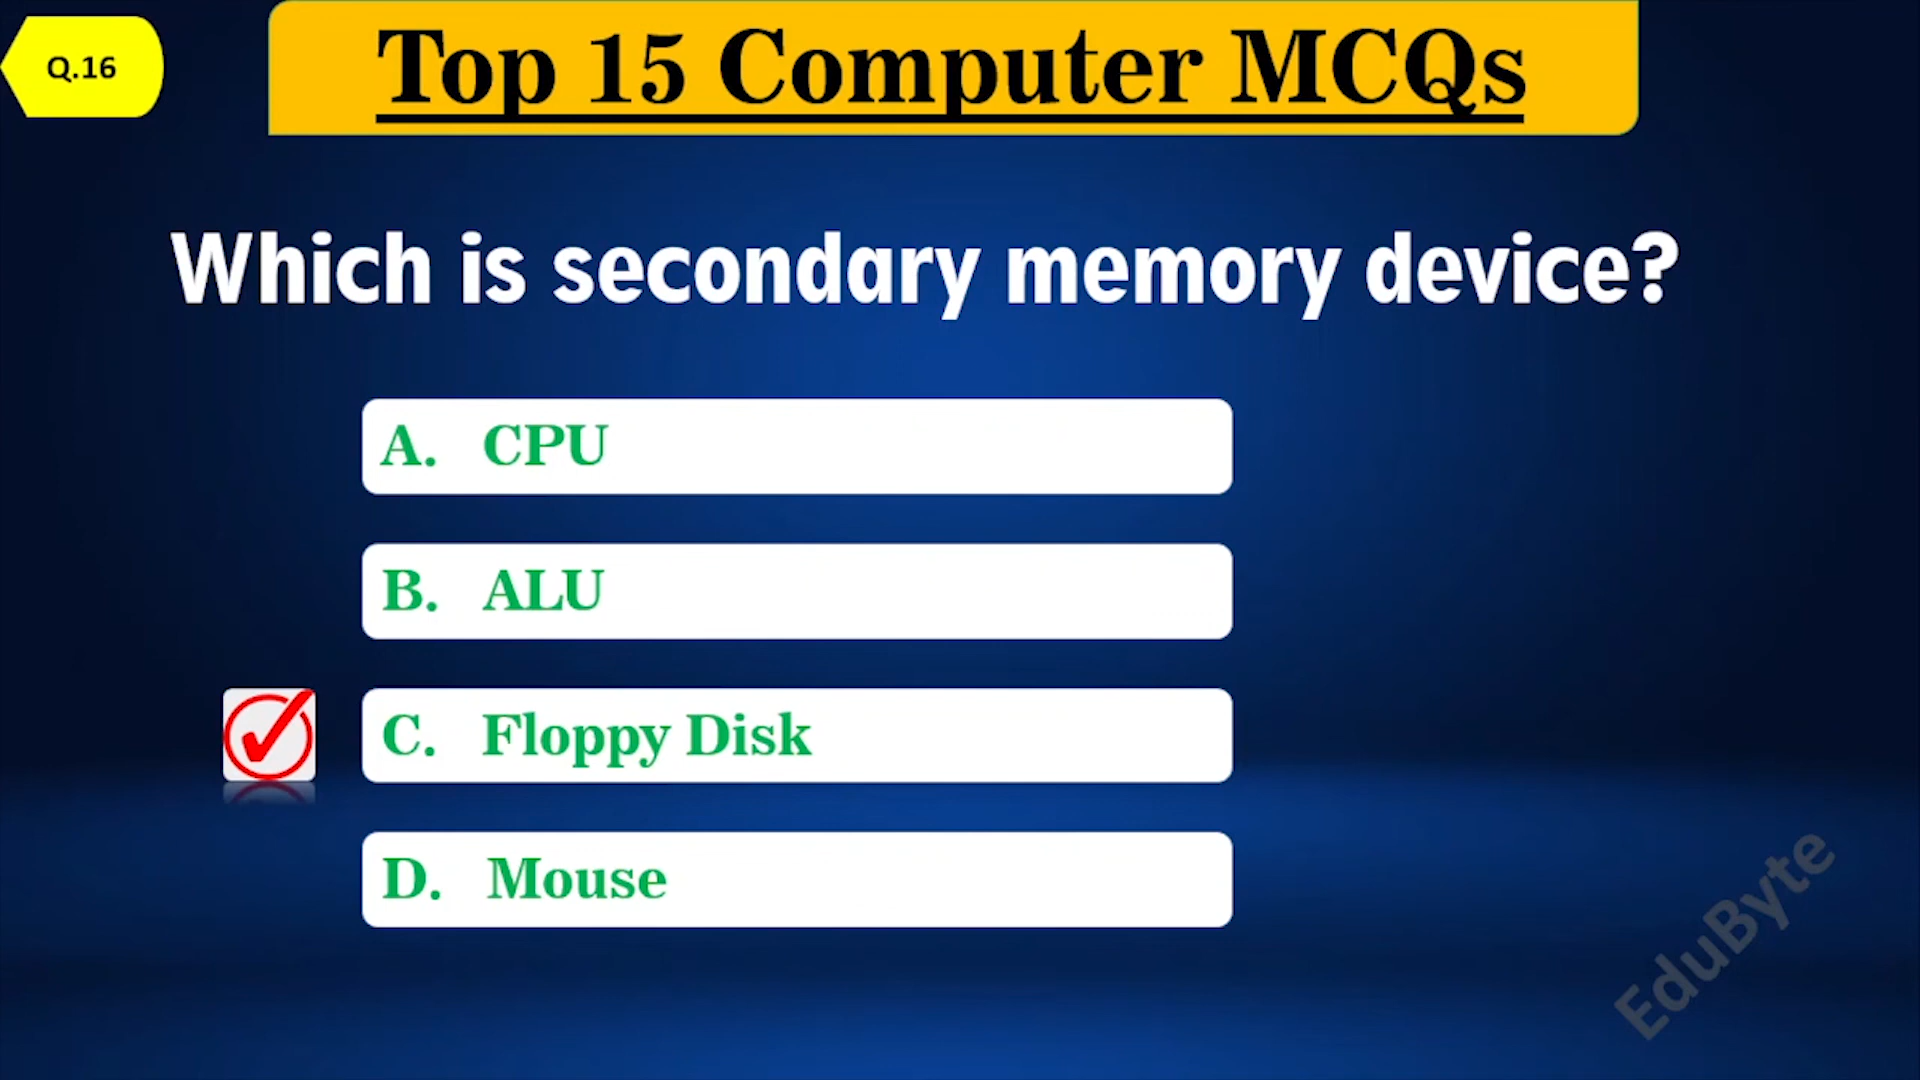 Q.16
Top 15 Computer MCQs
Which is secondary memory device?
A. CPU
B. ALU
C. Floppy Disk
D. Mouse
EduByte